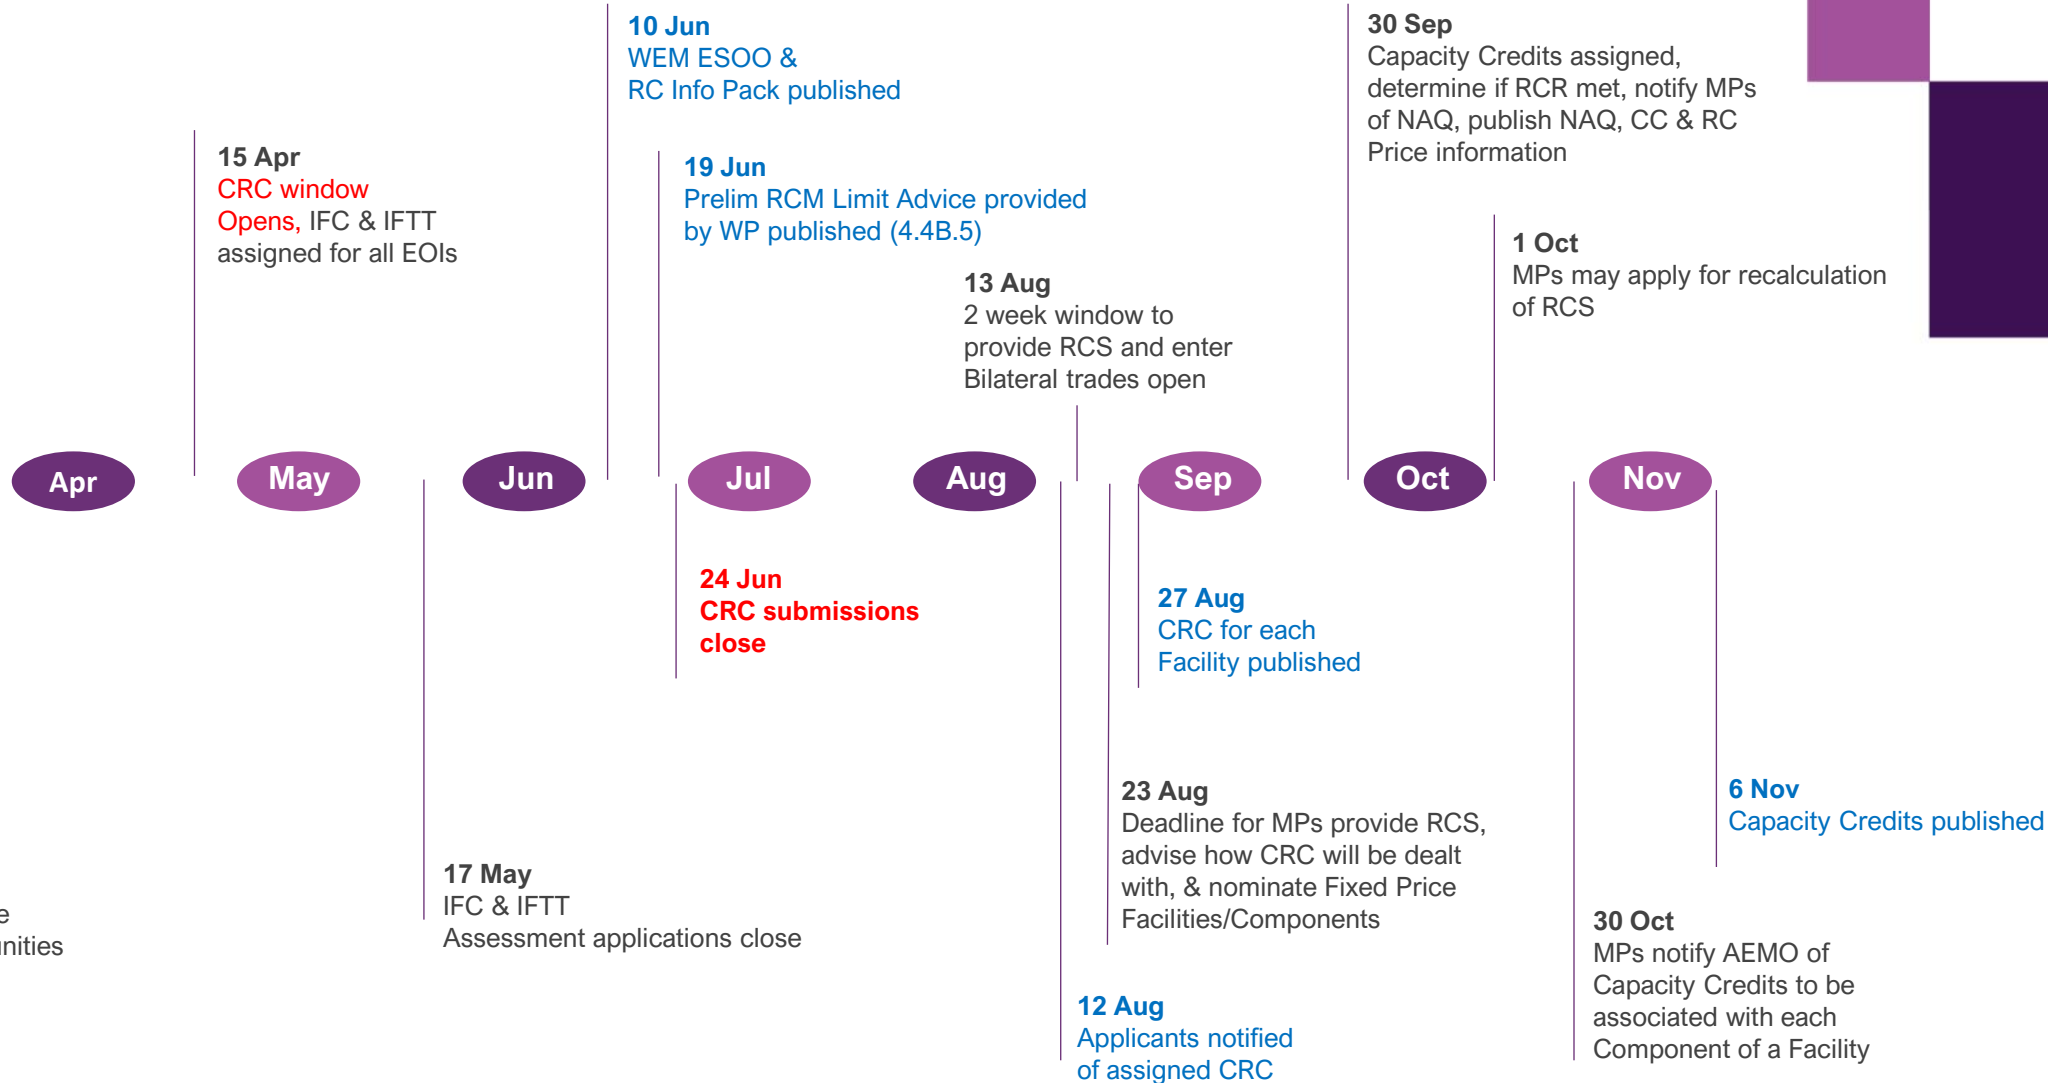 10 Jun
WEM ESOO &
RC Info Pack published
30 Sep
Capacity Credits assigned,
determine if RCR met, notify MPs
of NAQ, publish NAQ, CC & RC
Price information
15 Apr
CRC window
Opens, IFC & IFTT
assigned for all EOIs
19 Jun
Prelim RCM Limit Advice provided
by WP published (4.4B.5)
1 Oct
MPs may apply for recalculation
of RCS
13 Aug
2 week window to
provide RCS and enter
Bilateral trades open
Apr May Jun Jul Aug Sep Oct Nov
24 Jun
CRC submissions
close
27 Aug
CRC for each
Facility published
23 Aug
Deadline for MPs provide RCS,
advise how CRC will be dealt
with, & nominate Fixed Price
Facilities/Components
6 Nov
Capacity Credits published
17 May
IFC & IFTT
Assessment applications close
30 Oct
MPs notify AEMO of
Capacity Credits to be
associated with each
Component of a Facility
12 Aug
Applicants notified
of assigned CRC